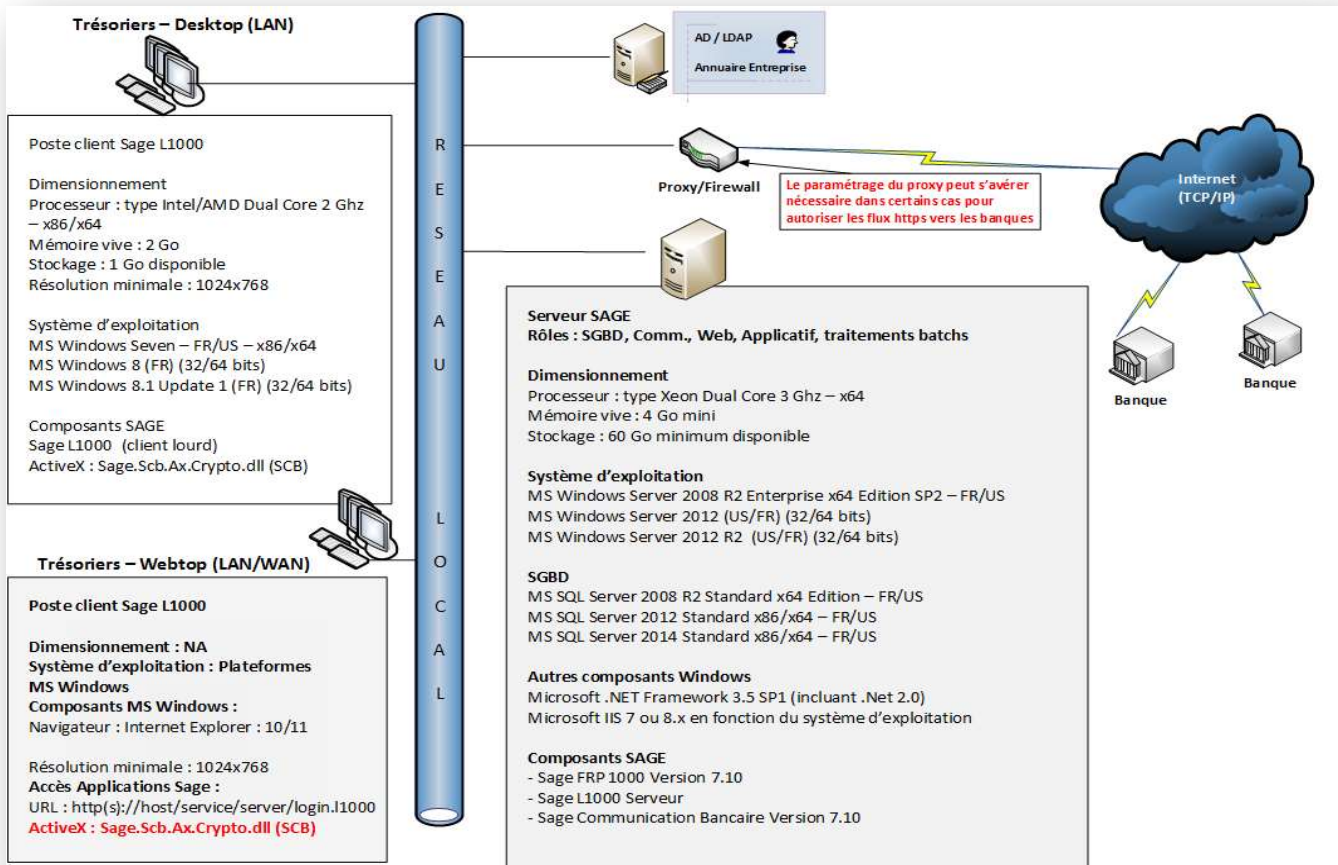 Trésoriers – Desktop (LAN)
Poste client Sage L1000
Dimensionnement
Processeur : type Intel/AMD Dual Core 2 Ghz
– x86/x64
Mémoire vive : 2 Go
Stockage : 1 Go disponible
Résolution minimale : 1024x768
Système d'exploitation
MS Windows Seven – FR/US – x86/x64
MS Windows 8 (FR) (32/64 bits)
MS Windows 8.1 Update 1 (FR) (32/64 bits)
Composants SAGE
Sage L1000 (client lourd)
ActiveX : Sage.Scb.Ax.Crypto.dll (SCB)
Trésoriers – Webtop (LAN/WAN)
Poste client Sage L1000
Dimensionnement : NA
Système d'exploitation : Plateformes
MS Windows
Composants MS Windows :
Navigateur : Internet Explorer : 10/11
Résolution minimale : 1024x768
Accès Applications Sage :
URL : http(s)://host/service/server/login.l1000
ActiveX : Sage.Scb.Ax.Crypto.dll (SCB)
R
E
S
E
A
U
L
O
C
A
L
AD / LDAP
Annuaire Entreprise
Proxy/Firewall
Le paramétrage du proxy peut s'avérer
nécessaire dans certains cas pour
autoriser les flux https vers les banques
Internet
(TCP/IP)
Banque
Banque
Serveur SAGE
Rôles : SGBD, Comm., Web, Applicatif, traitements batchs
Dimensionnement
Processeur : type Xeon Dual Core 3 Ghz – x64
Mémoire vive : 4 Go mini
Stockage : 60 Go minimum disponible
Système d'exploitation
MS Windows Server 2008 R2 Enterprise x64 Edition SP2 – FR/US
MS Windows Server 2012 (US/FR) (32/64 bits)
MS Windows Server 2012 R2 (US/FR) (32/64 bits)
SGBD
MS SQL Server 2008 R2 Standard x64 Edition – FR/US
MS SQL Server 2012 Standard x86/x64 – FR/US
MS SQL Server 2014 Standard x86/x64 – FR/US
Autres composants Windows
Microsoft .NET Framework 3.5 SP1 (incluant .Net 2.0)
Microsoft IIS 7 ou 8.x en fonction du système d'exploitation
Composants SAGE
- Sage FRP 1000 Version 7.10
- Sage L1000 Serveur
- Sage Communication Bancaire Version 7.10